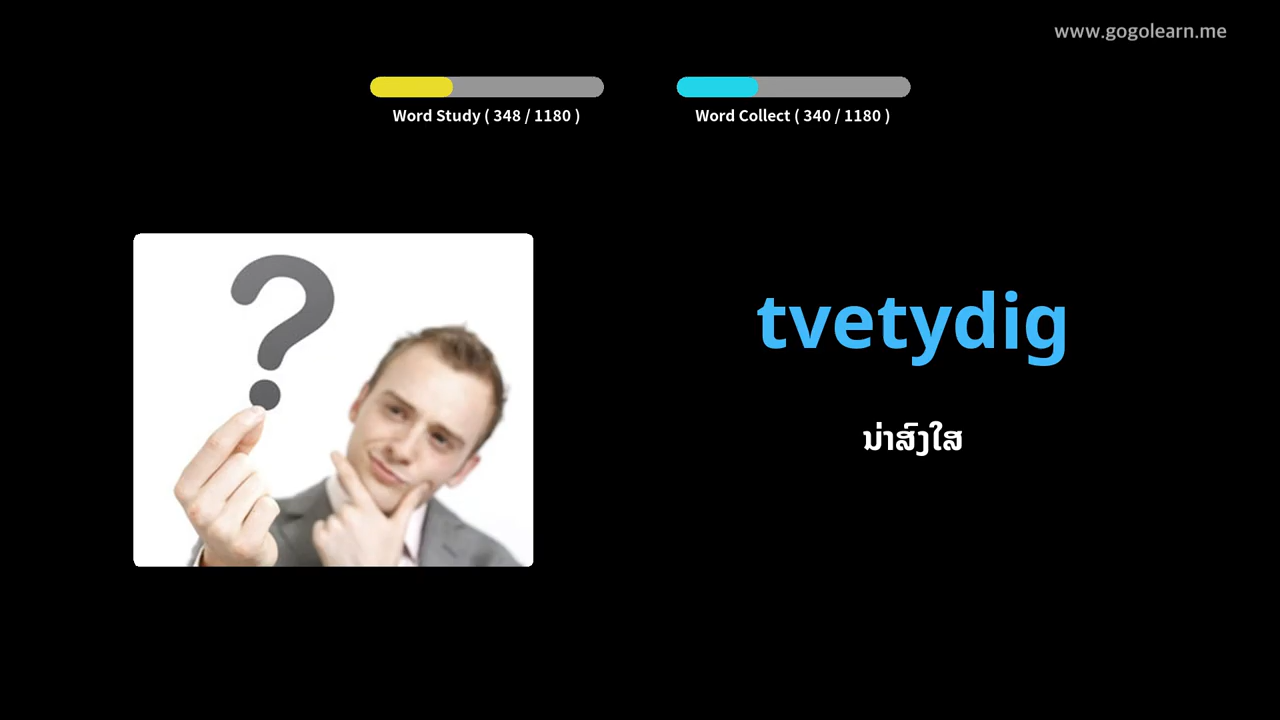 www.gogolearn.me
Word Study ( 348 / 1180 )
Word Collect ( 340 / 1180 )
tvetydig
ນ່າສົງໃສ